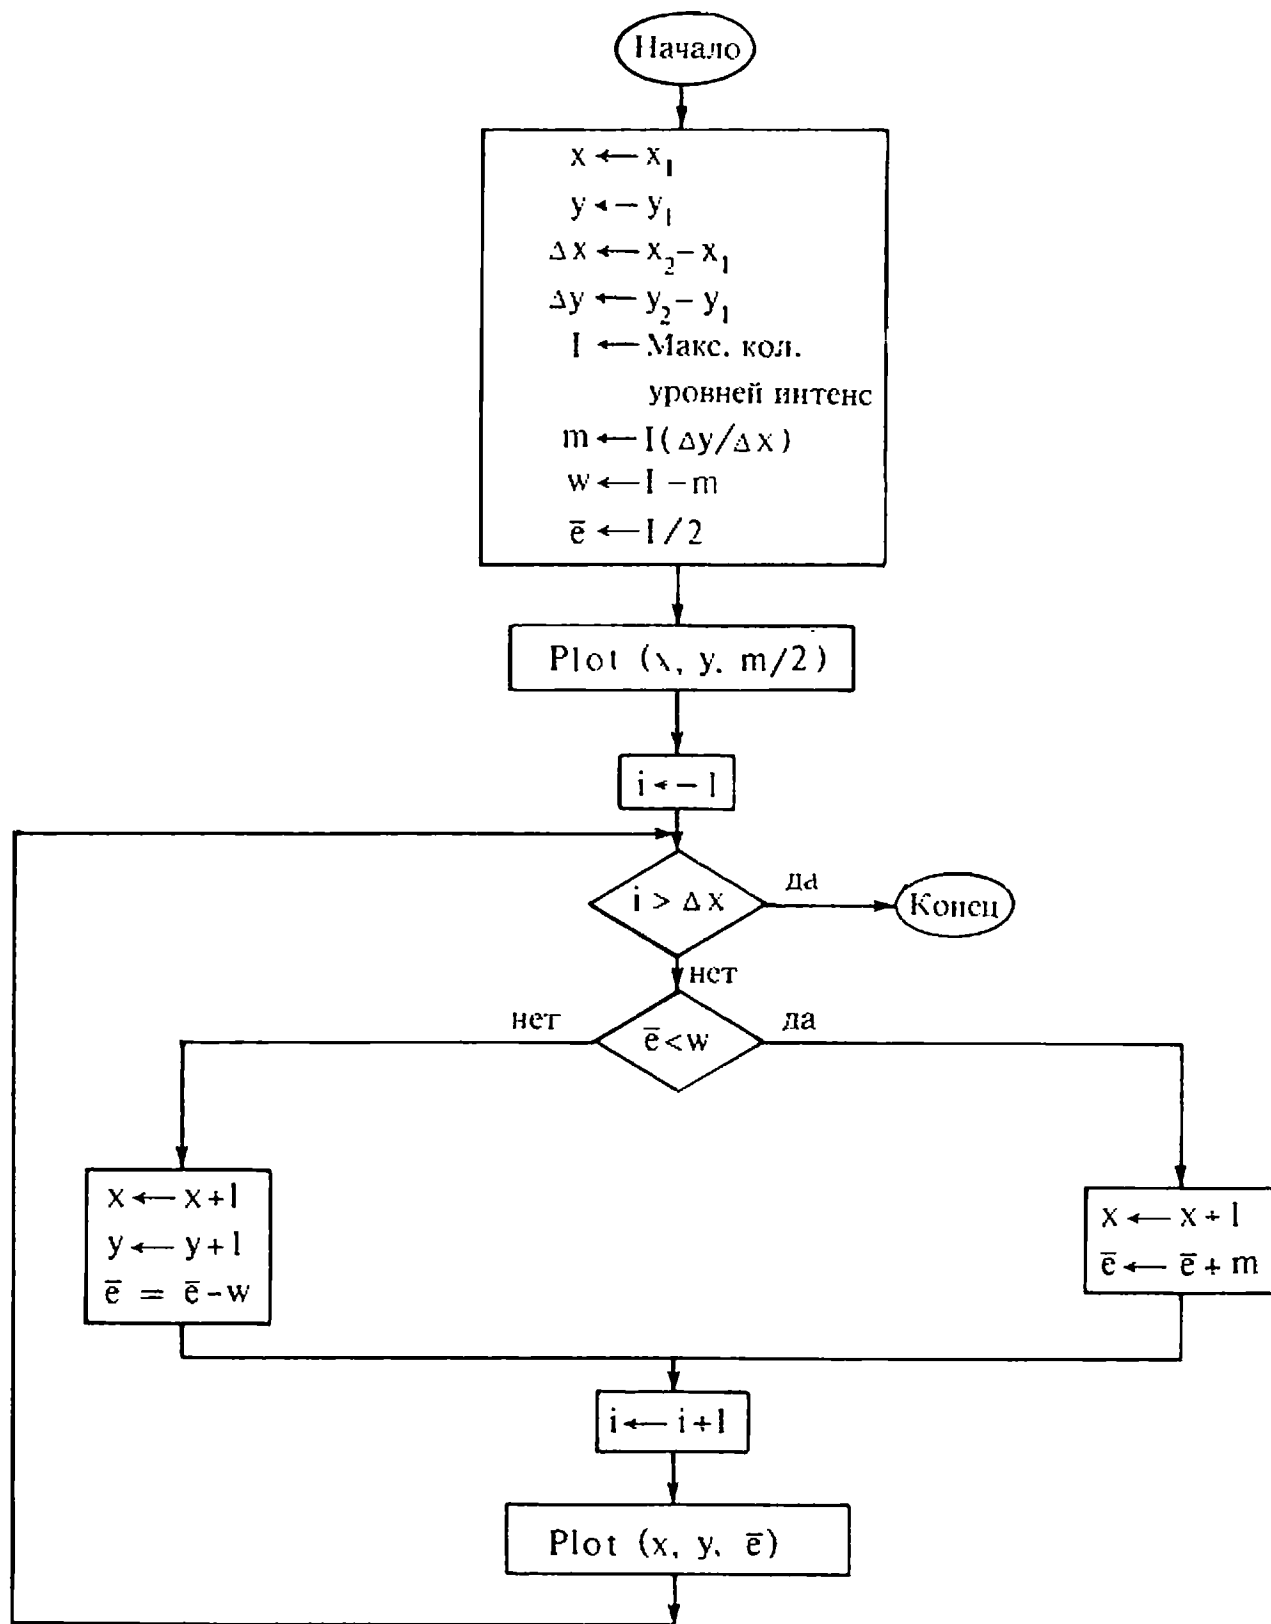 Начало
x ← x₁
y ← y₁
Δx ← x₂ − x₁
Δy ← y₂ − y₁
I ← Макс. кол.
уровней интенс
m ← I(Δy/Δx)
w ← I − m
e̅ ← I/2
Plot (x, y, m/2)
i ← 1
i > Δx
да
Конец
нет
нет
e̅ < w
да
x ← x + 1
y ← y + 1
e̅ = e̅ − w
x ← x + 1
e̅ ← e̅ + m
i ← i + 1
Plot (x, y, e̅)